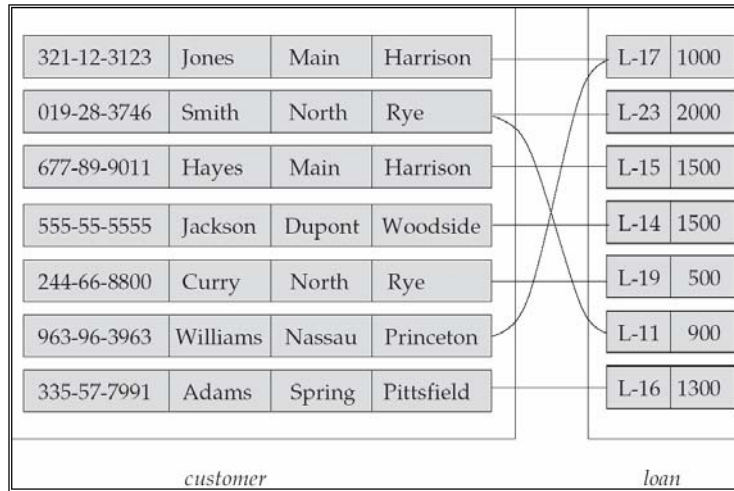 321-12-3123 Jones Main Harrison L-17 1000
019-28-3746 Smith North Rye L-23 2000
677-89-9011 Hayes Main Harrison L-15 1500
555-55-5555 Jackson Dupont Woodside L-14 1500
244-66-8800 Curry North Rye L-19 500
963-96-3963 Williams Nassau Princeton L-11 900
335-57-7991 Adams Spring Pittsfield L-16 1300
customer loan